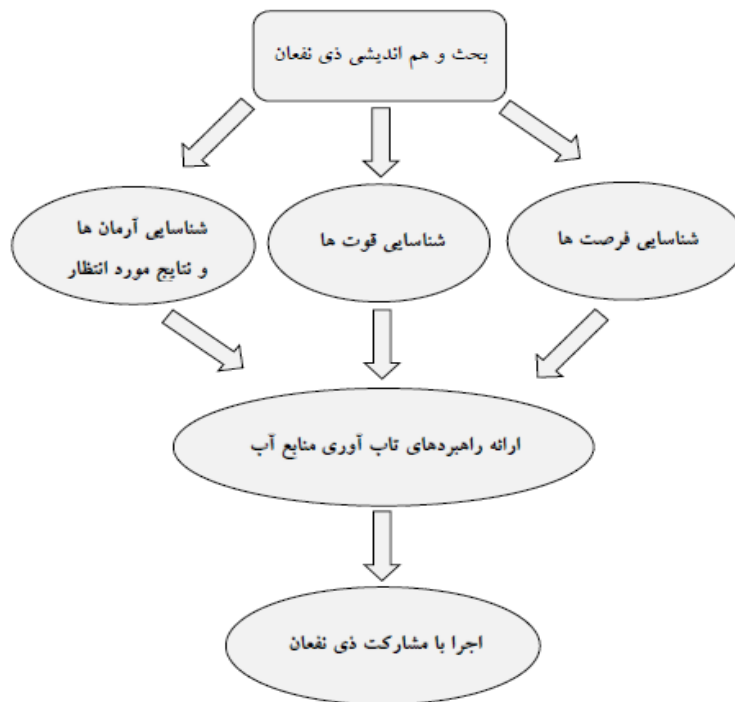 بحث و هم اندیشی ذی نفعان
شناسایی فرصت ها
شناسایی قوت ها
شناسایی آرمان ها
و نتایج مورد انتظار
ارائه راهبردهای تاب آوری منابع آب
اجرا با مشارکت ذی نفعان